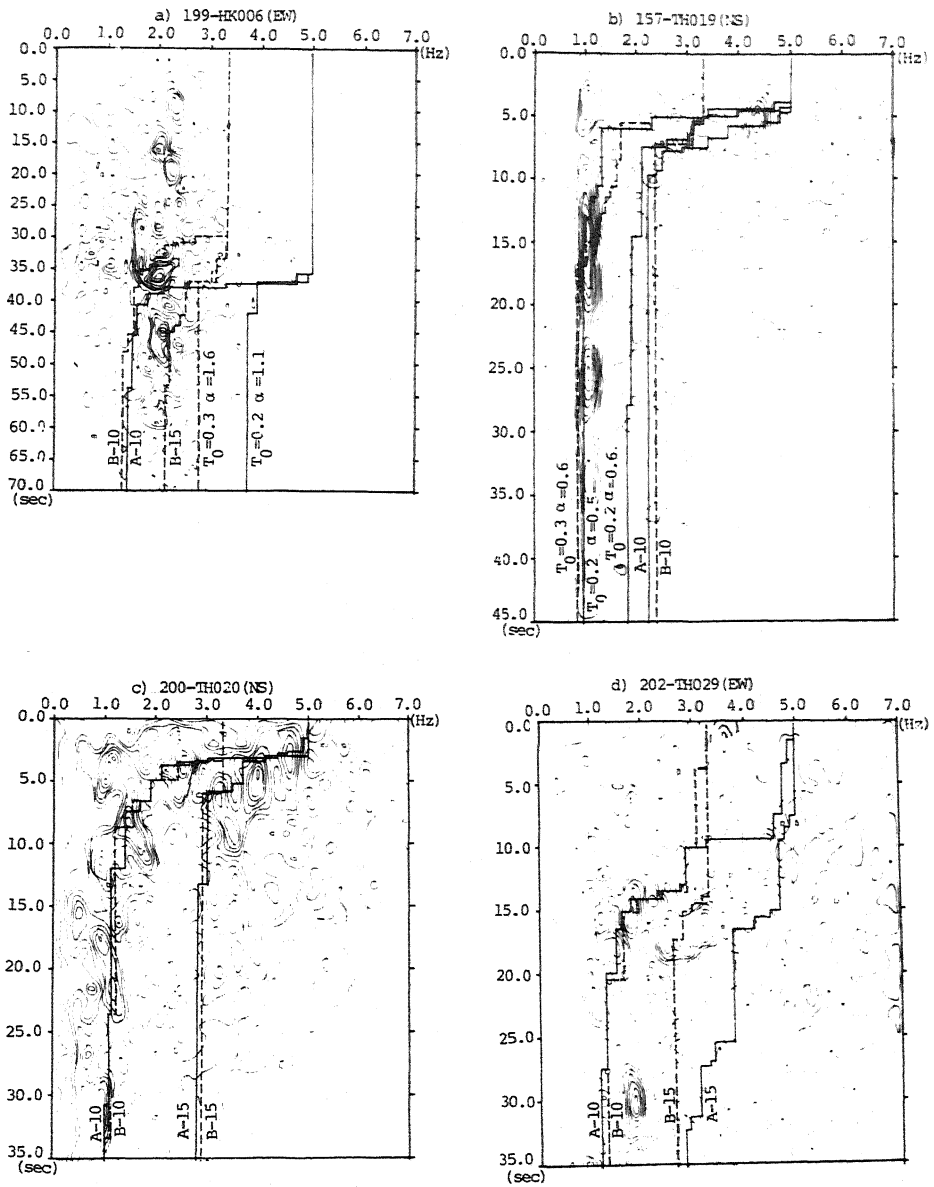 a) 199-HK006(EW)
0.0 1.0 2.0 3.0 4.0 5.0 6.0 7.0
(Hz)
0.0
5.0
10.0
15.0
20.0
25.0
30.0
35.0
40.0
45.0
50.0
55.0
60.0
65.0
70.0
(sec)
B-10
A-10
B-15
T0=0.3 α=1.6
T0=0.2 α=1.1
b) 157-TH019(NS)
0.0 1.0 2.0 3.0 4.0 5.0 6.0 7.0
(Hz)
0.0
5.0
10.0
15.0
20.0
25.0
30.0
35.0
40.0
45.0
(sec)
T0=0.3 α=0.6
T0=0.2 α=0.5
T0=0.2 α=0.6
A-10
B-10
c) 200-TH020(NS)
0.0 1.0 2.0 3.0 4.0 5.0 6.0 7.0
(Hz)
0.0
5.0
10.0
15.0
20.0
25.0
30.0
35.0
(sec)
A-10
B-10
A-15
B-15
d) 202-TH029(EW)
0.0 1.0 2.0 3.0 4.0 5.0 6.0 7.0
(Hz)
0.0
5.0
10.0
15.0
20.0
25.0
30.0
35.0
(sec)
A-10
B-10
B-15
A-15